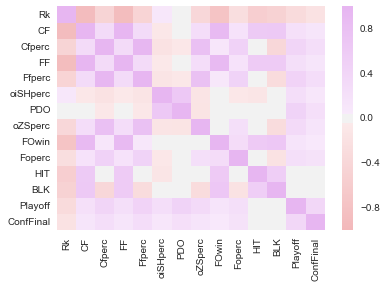 Rk
CF
Cfperc
FF
Ffperc
oiSHperc
PDO
oZSperc
FOwin
Foperc
HIT
BLK
Playoff
ConfFinal
Rk
CF
Cfperc
FF
Ffperc
oiSHperc
PDO
oZSperc
FOwin
Foperc
HIT
BLK
Playoff
ConfFinal
0.8
0.4
0.0
−0.4
−0.8